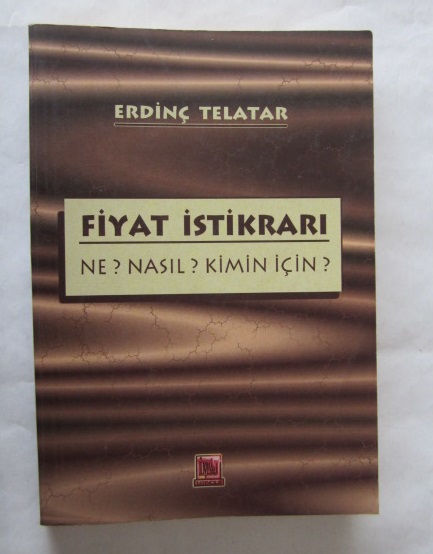 ERDİNÇ TELATAR
FİYAT İSTİKRARI
NE? NASIL? KİMİN İÇİN?